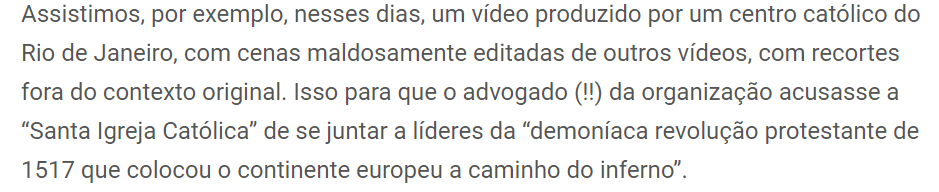 Assistimos, por exemplo, nesses dias, um vídeo produzido por um centro católico do
Rio de Janeiro, com cenas maldosamente editadas de outros vídeos, com recortes
fora do contexto original. Isso para que o advogado (!!) da organização acusasse a
“Santa Igreja Católica” de se juntar a líderes da “demoníaca revolução protestante de
1517 que colocou o continente europeu a caminho do inferno”.